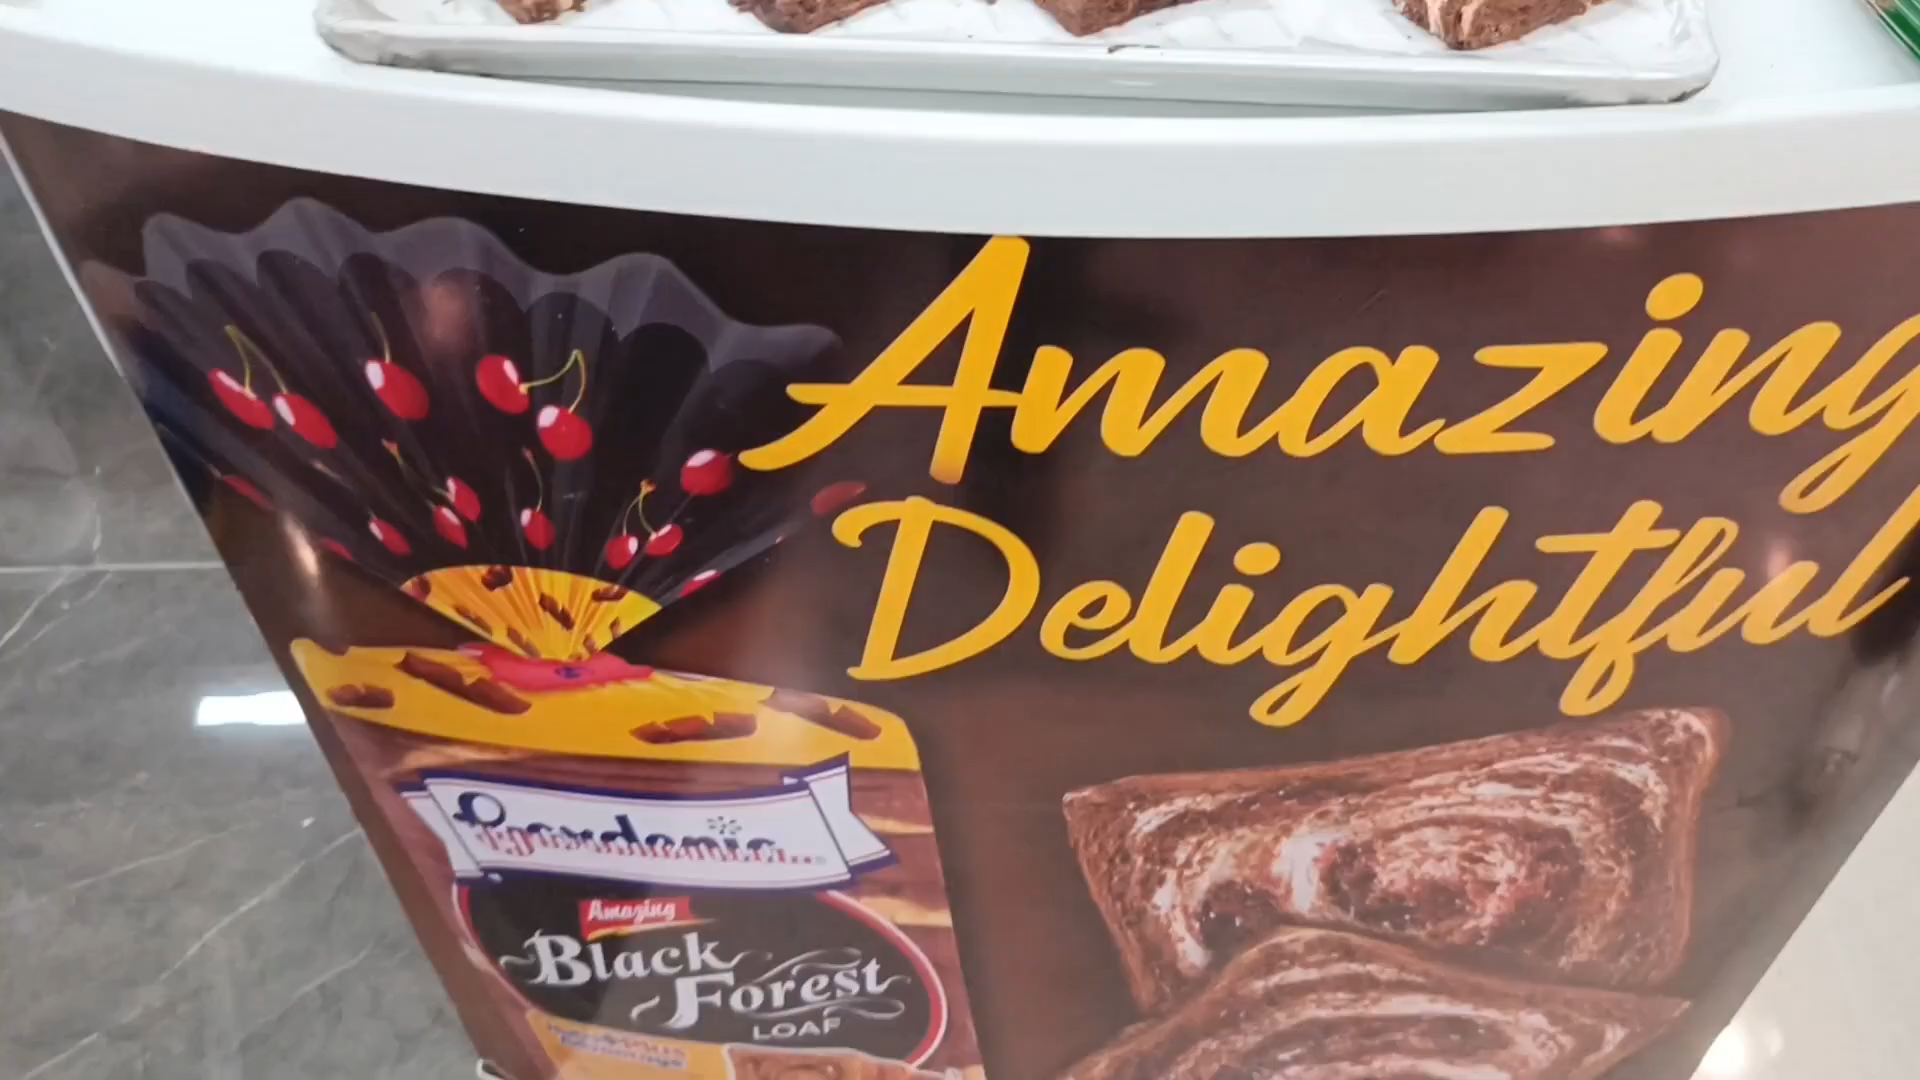 Amazing
Delightful
Gardenia
Amazing
Black
Forest
LOAF